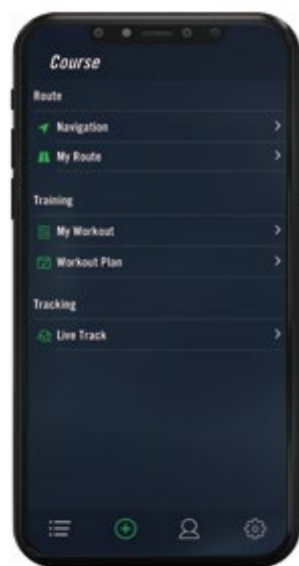 Course
Route
Navigation
My Route
Training
My Workout
Workout Plan
Tracking
Live Track